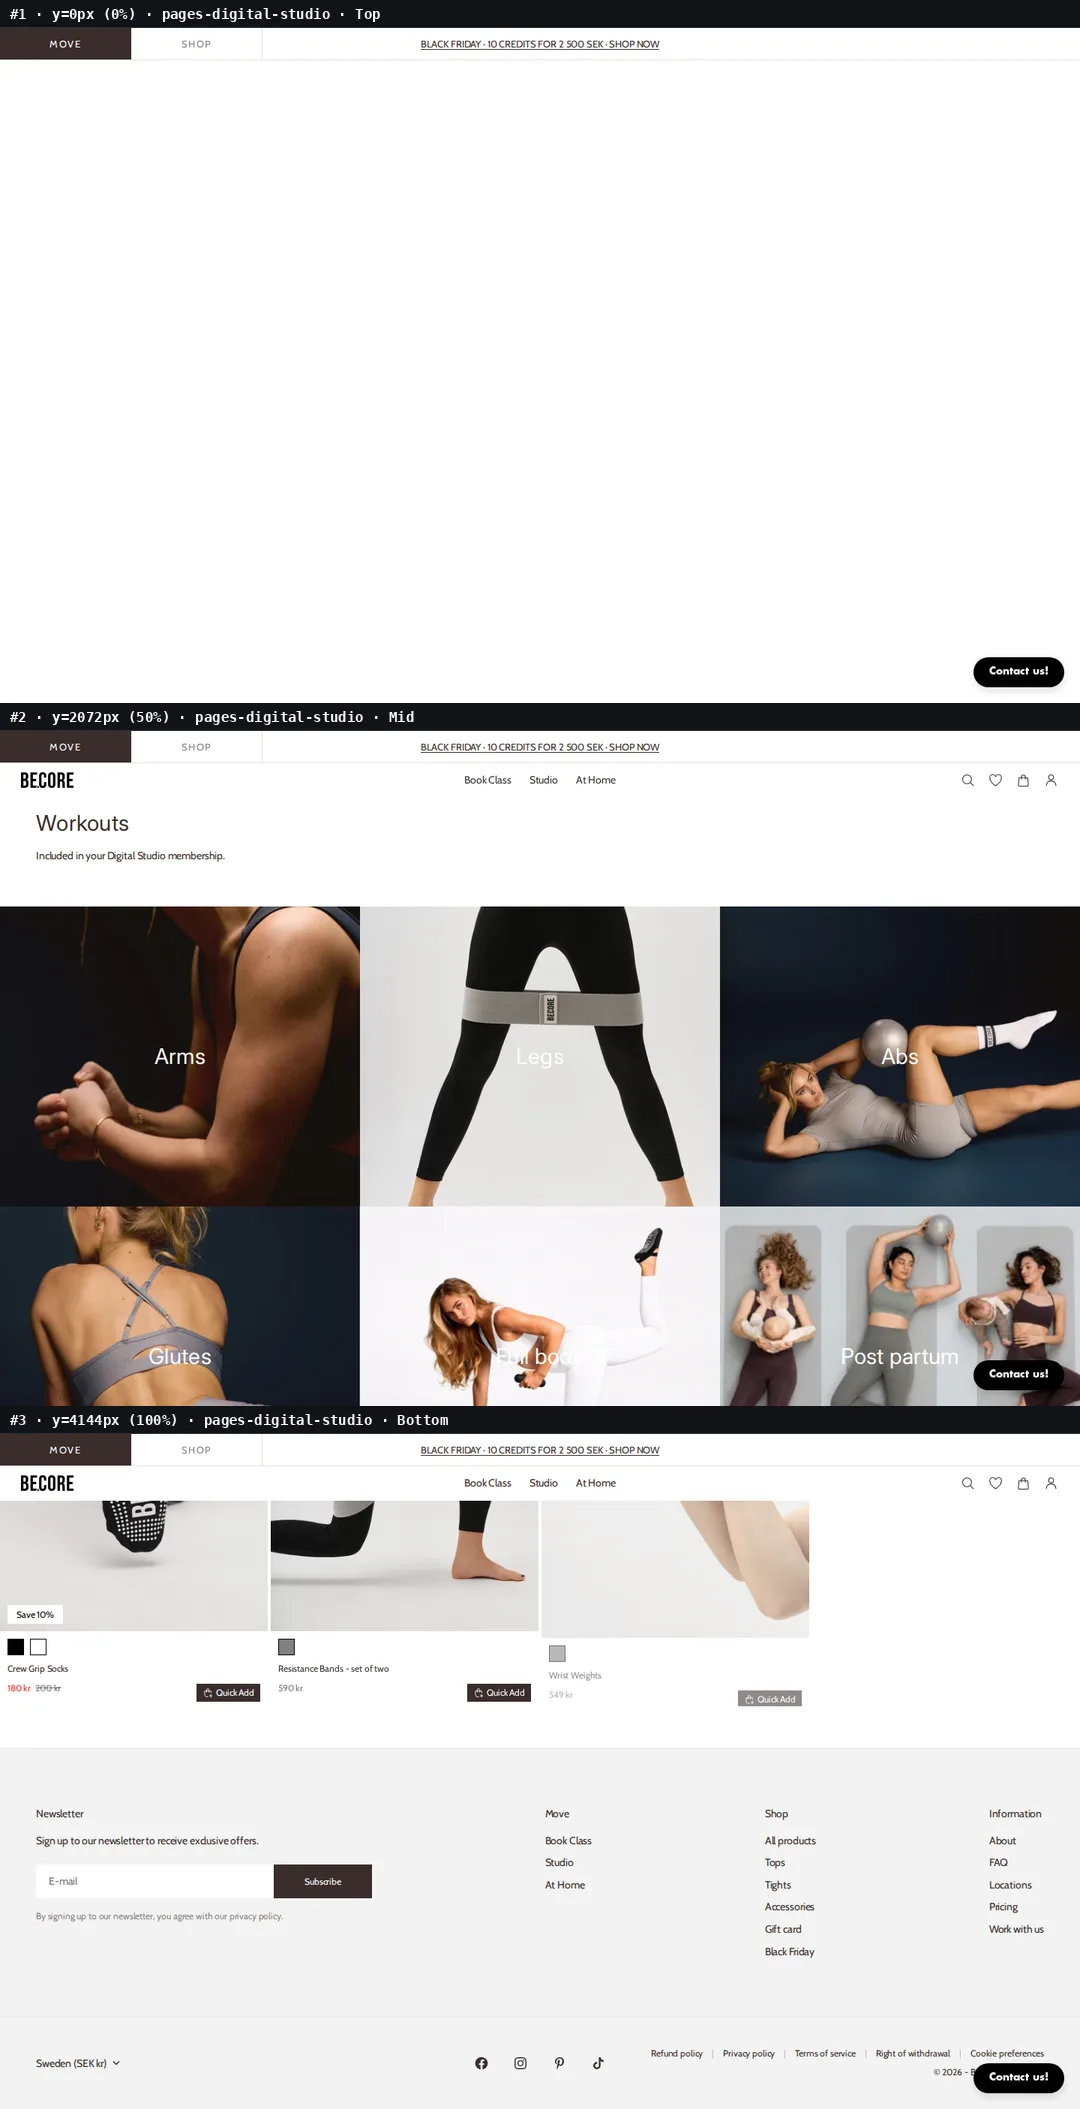 #1 · y=0px (0%) · pages-digital-studio · Top
MOVE
SHOP
BLACK FRIDAY · 10 CREDITS FOR 2 500 SEK · SHOP NOW
Contact us!
#2 · y=2072px (50%) · pages-digital-studio · Mid
MOVE
SHOP
BLACK FRIDAY · 10 CREDITS FOR 2 500 SEK · SHOP NOW
BE.CORE
Book Class
Studio
At Home
Workouts
Included in your Digital Studio membership.
BECORE
Arms
Legs
Abs
Glutes
Full body
Post partum
Contact us!
#3 · y=4144px (100%) · pages-digital-studio · Bottom
MOVE
SHOP
BLACK FRIDAY · 10 CREDITS FOR 2 500 SEK · SHOP NOW
BE.CORE
Book Class
Studio
At Home
Save 10%
Crew Grip Socks
180 kr 200 kr
Quick Add
Resistance Bands - set of two
590 kr
Quick Add
Wrist Weights
549 kr
Quick Add
Newsletter
Sign up to our newsletter to receive exclusive offers.
E-mail
Subscribe
By signing up to our newsletter, you agree with our privacy policy.
Move
Book Class
Studio
At Home
Shop
All products
Tops
Tights
Accessories
Gift card
Black Friday
Information
About
FAQ
Locations
Pricing
Work with us
Sweden (SEK kr)
Refund policy
Privacy policy
Terms of service
Right of withdrawal
Cookie preferences
© 2026 -
Contact us!